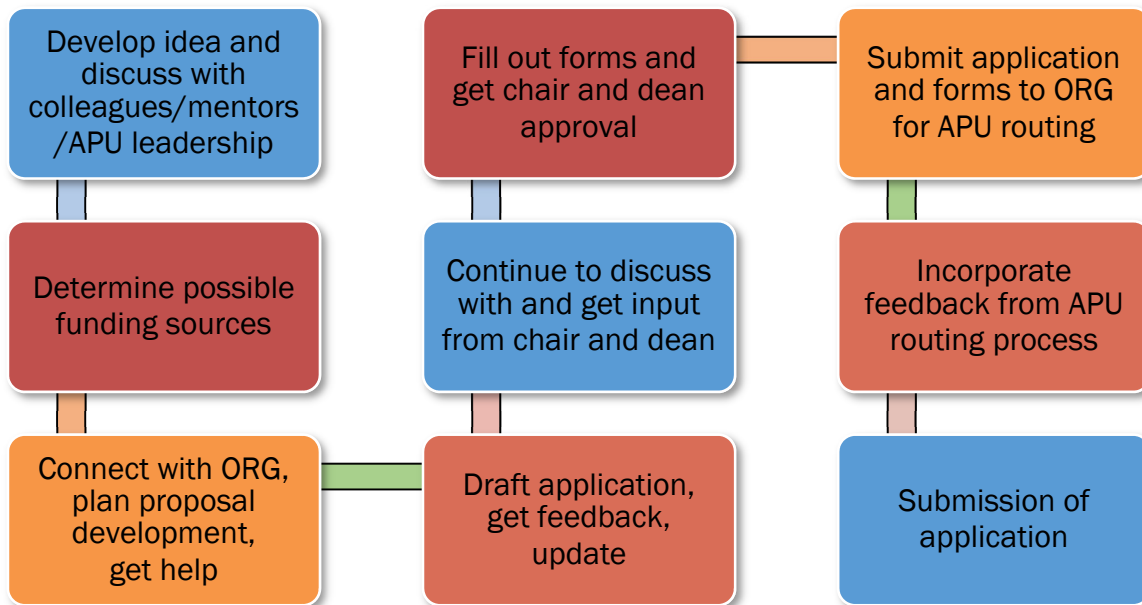 Develop idea and
discuss with
colleagues/mentors
/APU leadership
Determine possible
funding sources
Connect with ORG,
plan proposal
development,
get help
Draft application,
get feedback,
update
Continue to discuss
with and get input
from chair and dean
Fill out forms and
get chair and dean
approval
Submit application
and forms to ORG
for APU routing
Incorporate
feedback from APU
routing process
Submission of
application